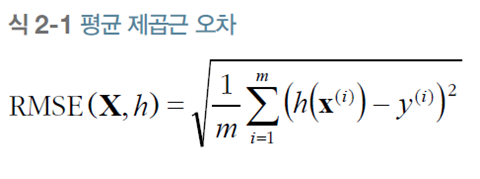 식 2-1 평균 제곱근 오차
RMSE(𝐗, h) = √(1/m ∑_{i=1}^{m} (h(𝐱^{(i)}) − y^{(i)})²)